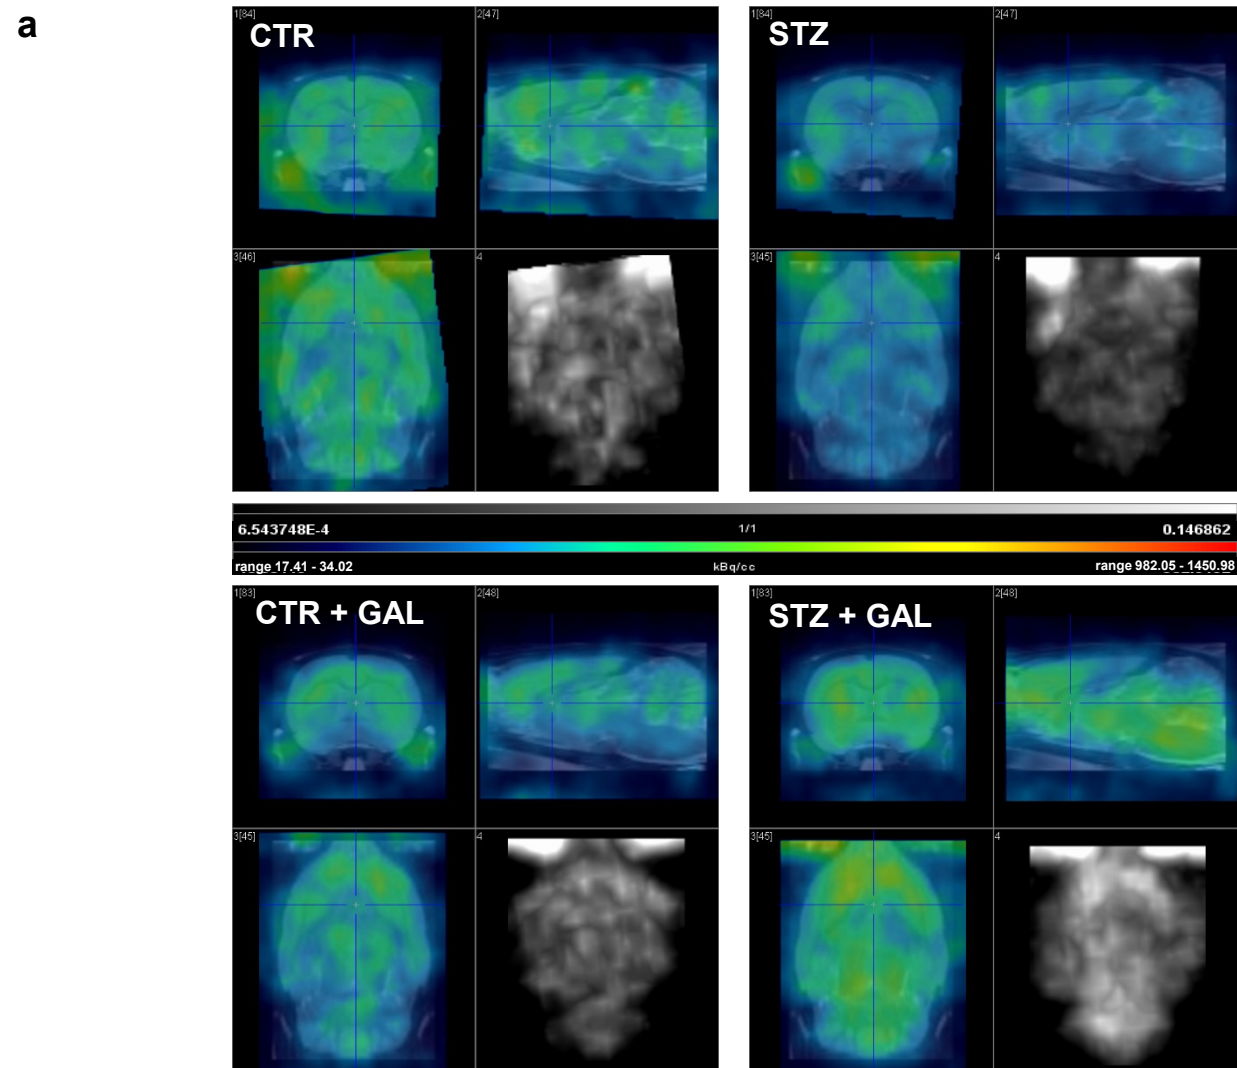 a
1[84]
2[47]
CTR
3[46]
4
1[84]
2[47]
STZ
3[45]
4
6.543748E-4
1/1
0.146862
range 17.41 - 34.02
kBq/cc
range 982.05 - 1450.98
1[83]
2[48]
CTR + GAL
3[45]
4
1[83]
2[48]
STZ + GAL
3[45]
4